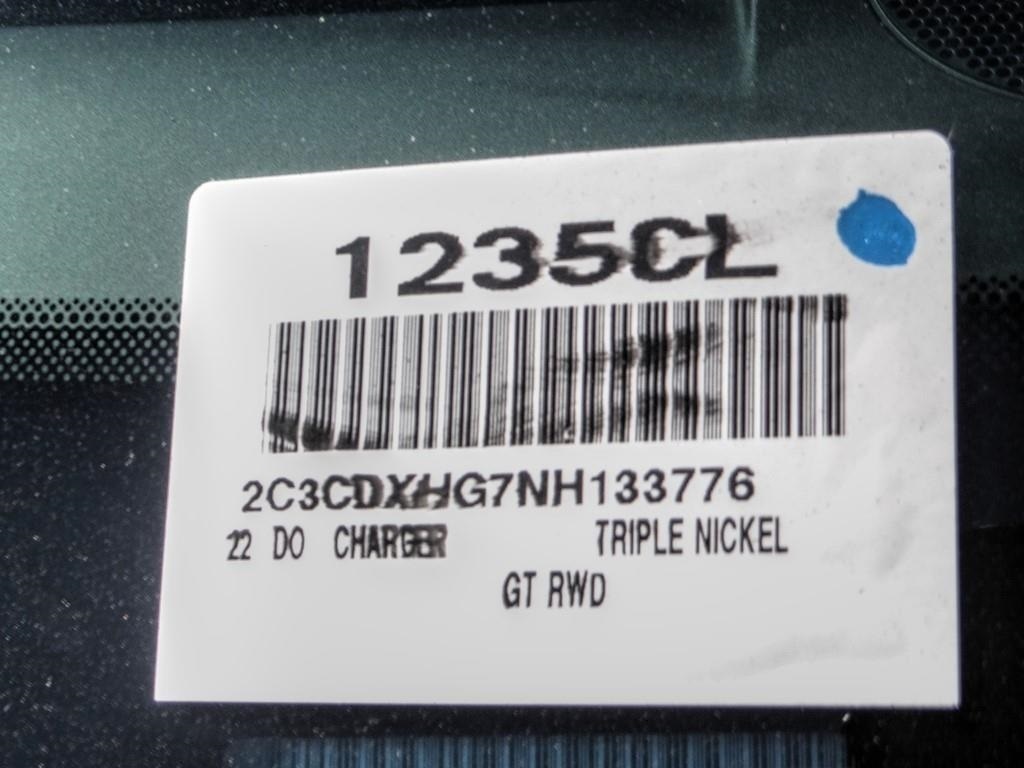 1235CL
2C3CDXHG7NH133776
22 DO CHARGER TRIPLE NICKEL
GT RWD